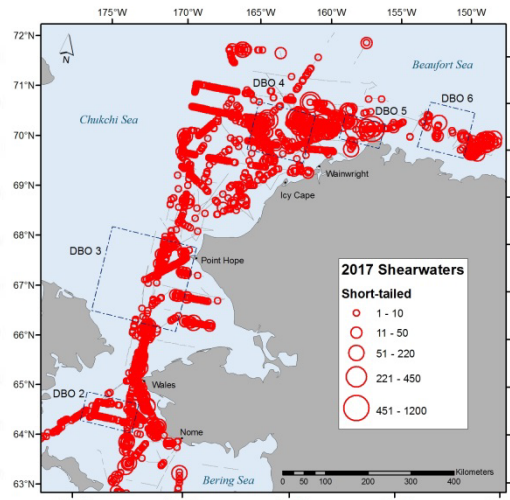 175°W 170°W 165°W 160°W 155°W 150°W
72°N
71°N
70°N
69°N
68°N
67°N
66°N
65°N
64°N
63°N
N
Beaufort Sea
Chukchi Sea
DBO 4
DBO 5
DBO 6
Wainwright
Icy Cape
DBO 3
Point Hope
Wales
DBO 2
Nome
Bering Sea
2017 Shearwaters
Short-tailed
1 - 10
11 - 50
51 - 220
221 - 450
451 - 1200
Kilometers
0 50 100 200 300 400